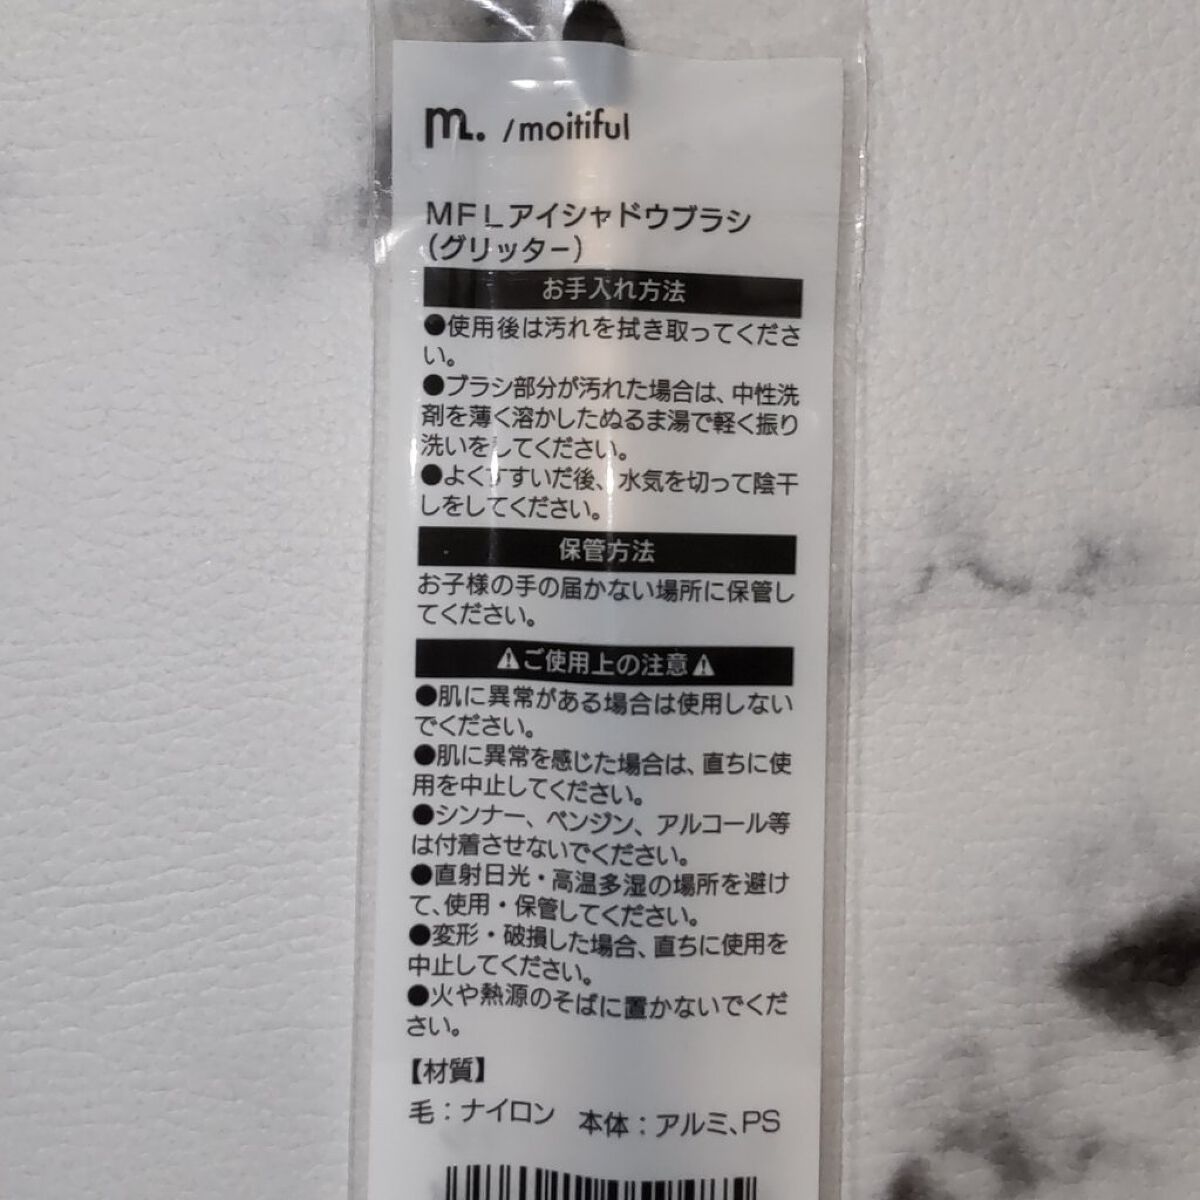 m. /moitiful
MFLアイシャドウブラシ
(グリッター)
お手入れ方法
●使用後は汚れを拭き取ってくださ
い。
●ブラシ部分が汚れた場合は、中性洗
剤を薄く溶かしたぬるま湯で軽く振り
洗いをしてください。
●よくすすいだ後、水気を切って陰干
しをしてください。
保管方法
お子様の手の届かない場所に保管し
てください。
⚠ご使用上の注意⚠
●肌に異常がある場合は使用しない
でください。
●肌に異常を感じた場合は、直ちに使
用を中止してください。
●シンナー、ベンジン、アルコール等
は付着させないでください。
●直射日光・高温多湿の場所を避け
て、使用・保管してください。
●変形・破損した場合、直ちに使用を
中止してください。
●火や熱源のそばに置かないでくだ
さい。
【材質】
毛:ナイロン 本体:アルミ、PS